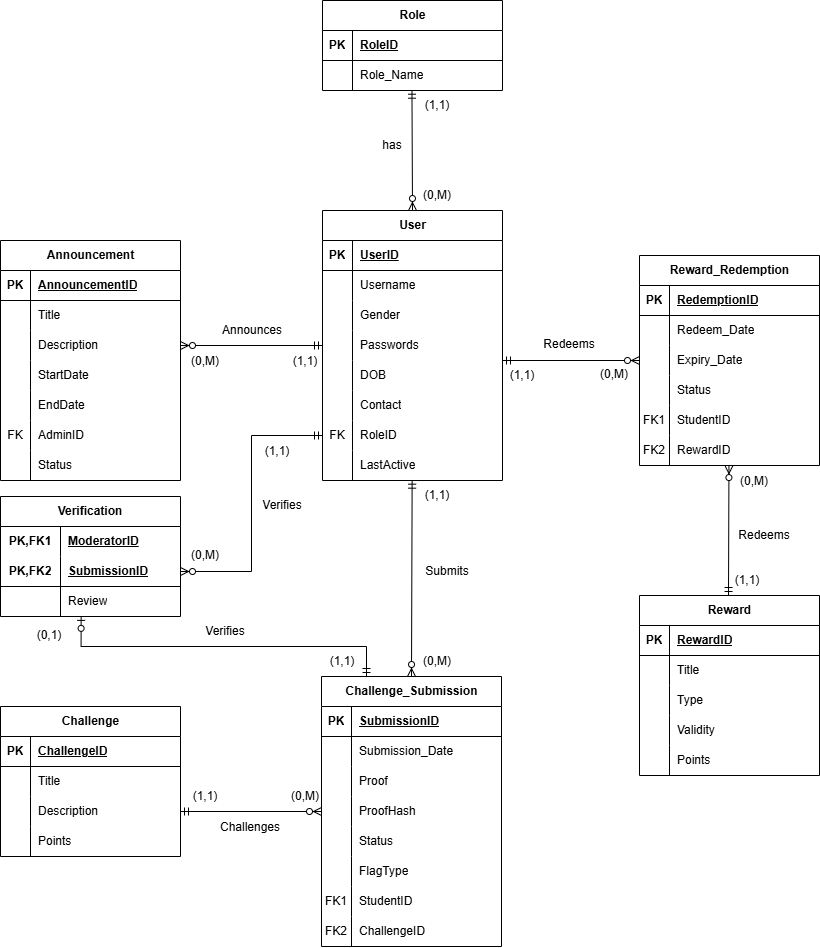 Role
PK RoleID
Role_Name
(1,1)
has
(0,M)
User
PK UserID
Username
Gender
Passwords
DOB
Contact
FK RoleID
LastActive
Announcement
PK AnnouncementID
Title
Description
StartDate
EndDate
FK AdminID
Status
Announces
(0,M)
(1,1)
Reward_Redemption
PK RedemptionID
Redeem_Date
Expiry_Date
Status
FK1 StudentID
FK2 RewardID
Redeems
(1,1)
(0,M)
(0,M)
Redeems
(1,1)
Reward
PK RewardID
Title
Type
Validity
Points
(1,1)
Verifies
(0,M)
Verification
PK,FK1 ModeratorID
PK,FK2 SubmissionID
Review
(0,1)
Verifies
(1,1)
(1,1)
Submits
(0,M)
Challenge_Submission
PK SubmissionID
Submission_Date
Proof
ProofHash
Status
FlagType
FK1 StudentID
FK2 ChallengeID
Challenge
PK ChallengeID
Title
Description
Points
(1,1)
(0,M)
Challenges